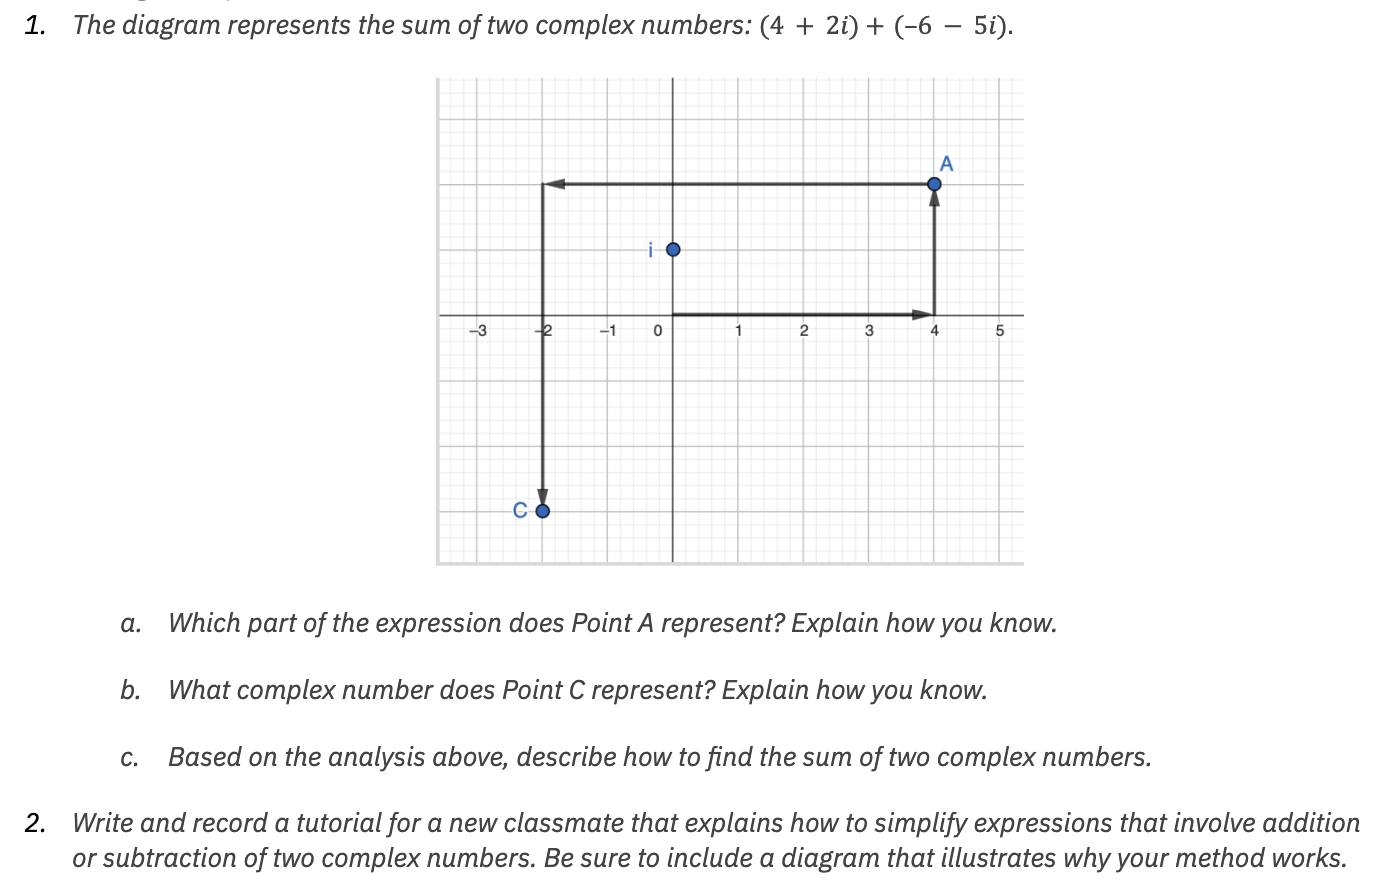 1. The diagram represents the sum of two complex numbers: (4 + 2i) + (–6 – 5i).
A
i
–3 –2 –1 0 1 2 3 4 5
C
a. Which part of the expression does Point A represent? Explain how you know.
b. What complex number does Point C represent? Explain how you know.
c. Based on the analysis above, describe how to find the sum of two complex numbers.
2. Write and record a tutorial for a new classmate that explains how to simplify expressions that involve addition
or subtraction of two complex numbers. Be sure to include a diagram that illustrates why your method works.